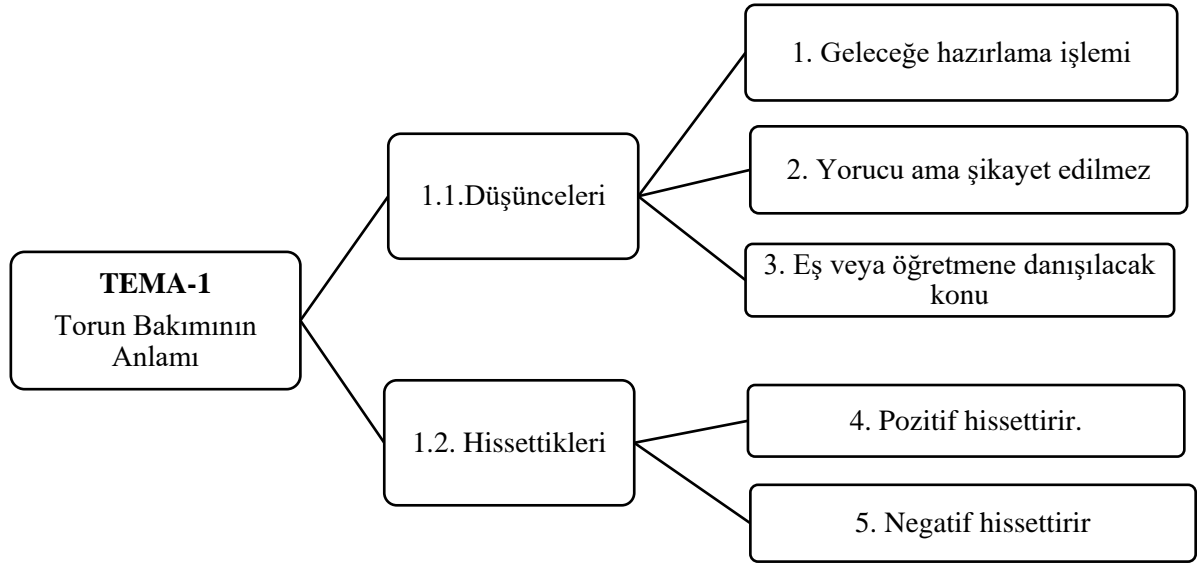 TEMA-1
Torun Bakımının
Anlamı
1.1.Düşünceleri
1. Geleceğe hazırlama işlemi
2. Yorucu ama şikayet edilmez
3. Eş veya öğretmene danışılacak
konu
1.2. Hissettikleri
4. Pozitif hissettirir.
5. Negatif hissettirir